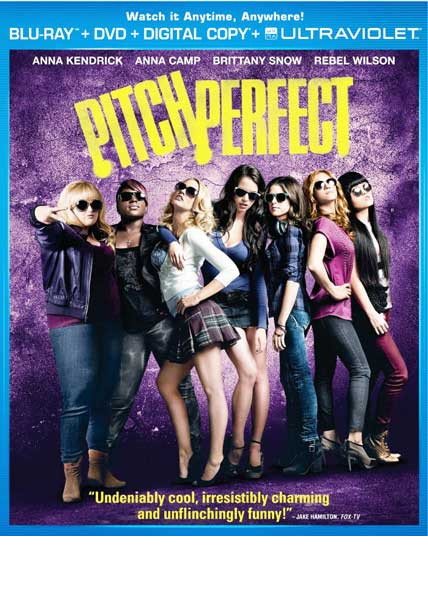 Watch it Anytime, Anywhere!
BLU-RAY™ + DVD + DIGITAL COPY + ULTRAVIOLET™
ANNA KENDRICK ANNA CAMP BRITTANY SNOW REBEL WILSON
PITCH PERFECT
“Undeniably cool, irresistibly charming
and unflinchingly funny!” –JAKE HAMILTON, FOX-TV